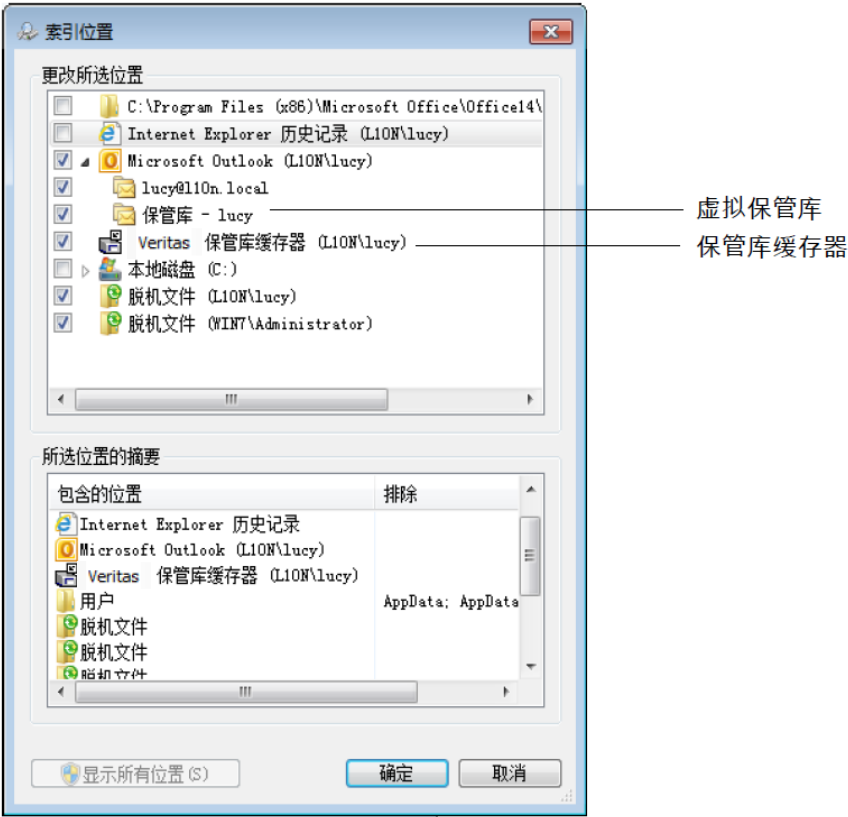 索引位置
更改所选位置
C:\Program Files (x86)\Microsoft Office\Office14\
Internet Explorer 历史记录 (L10N\lucy)
Microsoft Outlook (L10N\lucy)
lucy@l10n.local
保管库 - lucy
虚拟保管库
Veritas 保管库缓存器 (L10N\lucy)
保管库缓存器
本地磁盘 (C:)
脱机文件 (L10N\lucy)
脱机文件 (WIN7\Administrator)
所选位置的摘要
包含的位置 排除
Internet Explorer 历史记录
Microsoft Outlook (L10N\lucy)
Veritas 保管库缓存器 (L10N\lucy)
用户 AppData; AppData
脱机文件
脱机文件
脱机文件
显示所有位置(S) 确定 取消